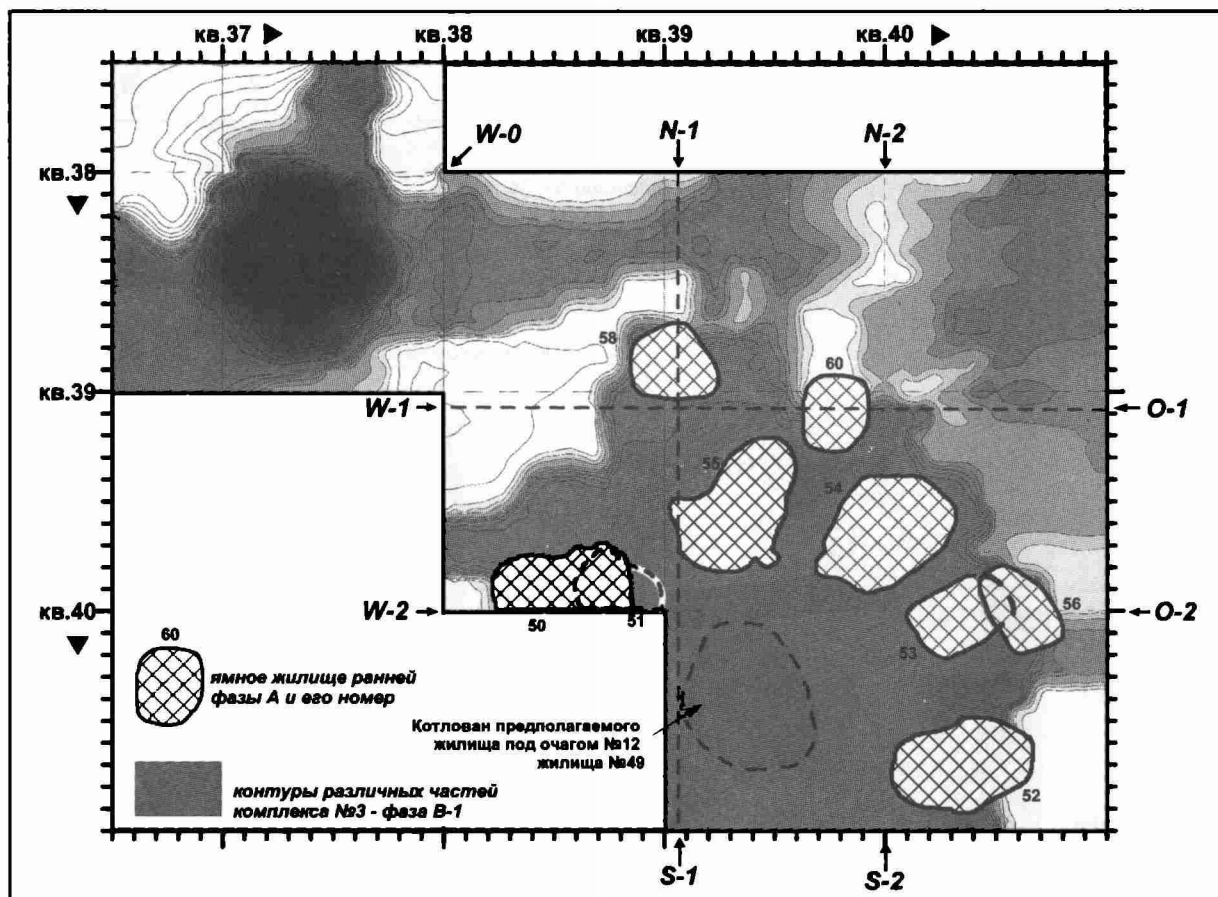 кв.37
кв.38
кв.39
кв.40
W-0
N-1
N-2
кв.38
58
60
кв.39
W-1
O-1
55
54
кв.40
W-2
O-2
50
51
53
56
60
ямное жилище ранней
фазы А и его номер
Котлован предполагаемого
жилища под очагом №12
жилища №49
контуры различных частей
комплекса №3 - фаза В-1
52
S-1
S-2